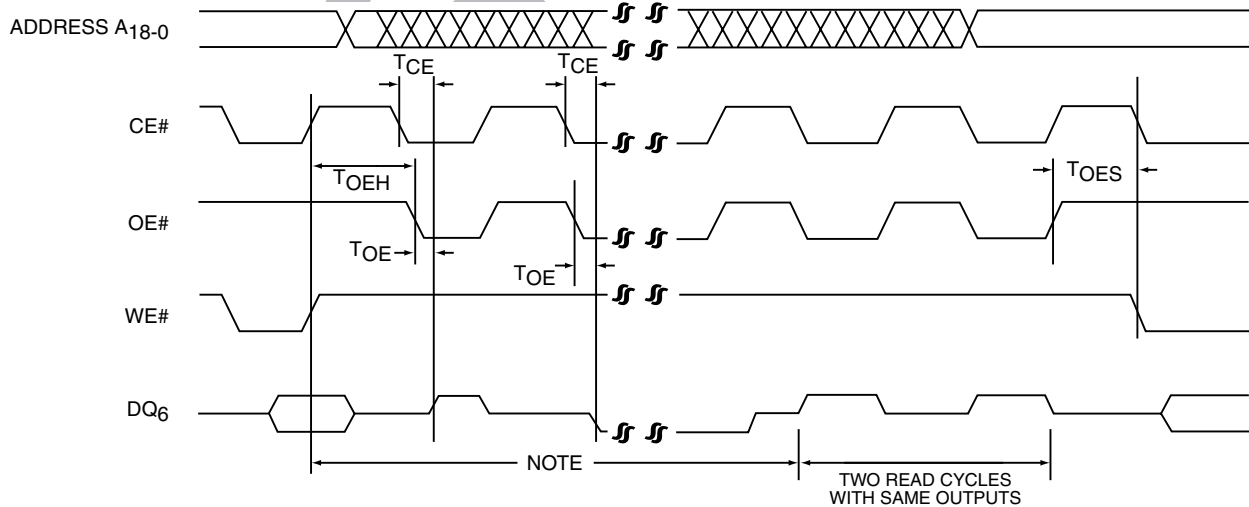 ADDRESS A18-0
TCE
TCE
CE#
TOEH
TOES
OE#
TOE
TOE
WE#
DQ6
NOTE
TWO READ CYCLES
WITH SAME OUTPUTS